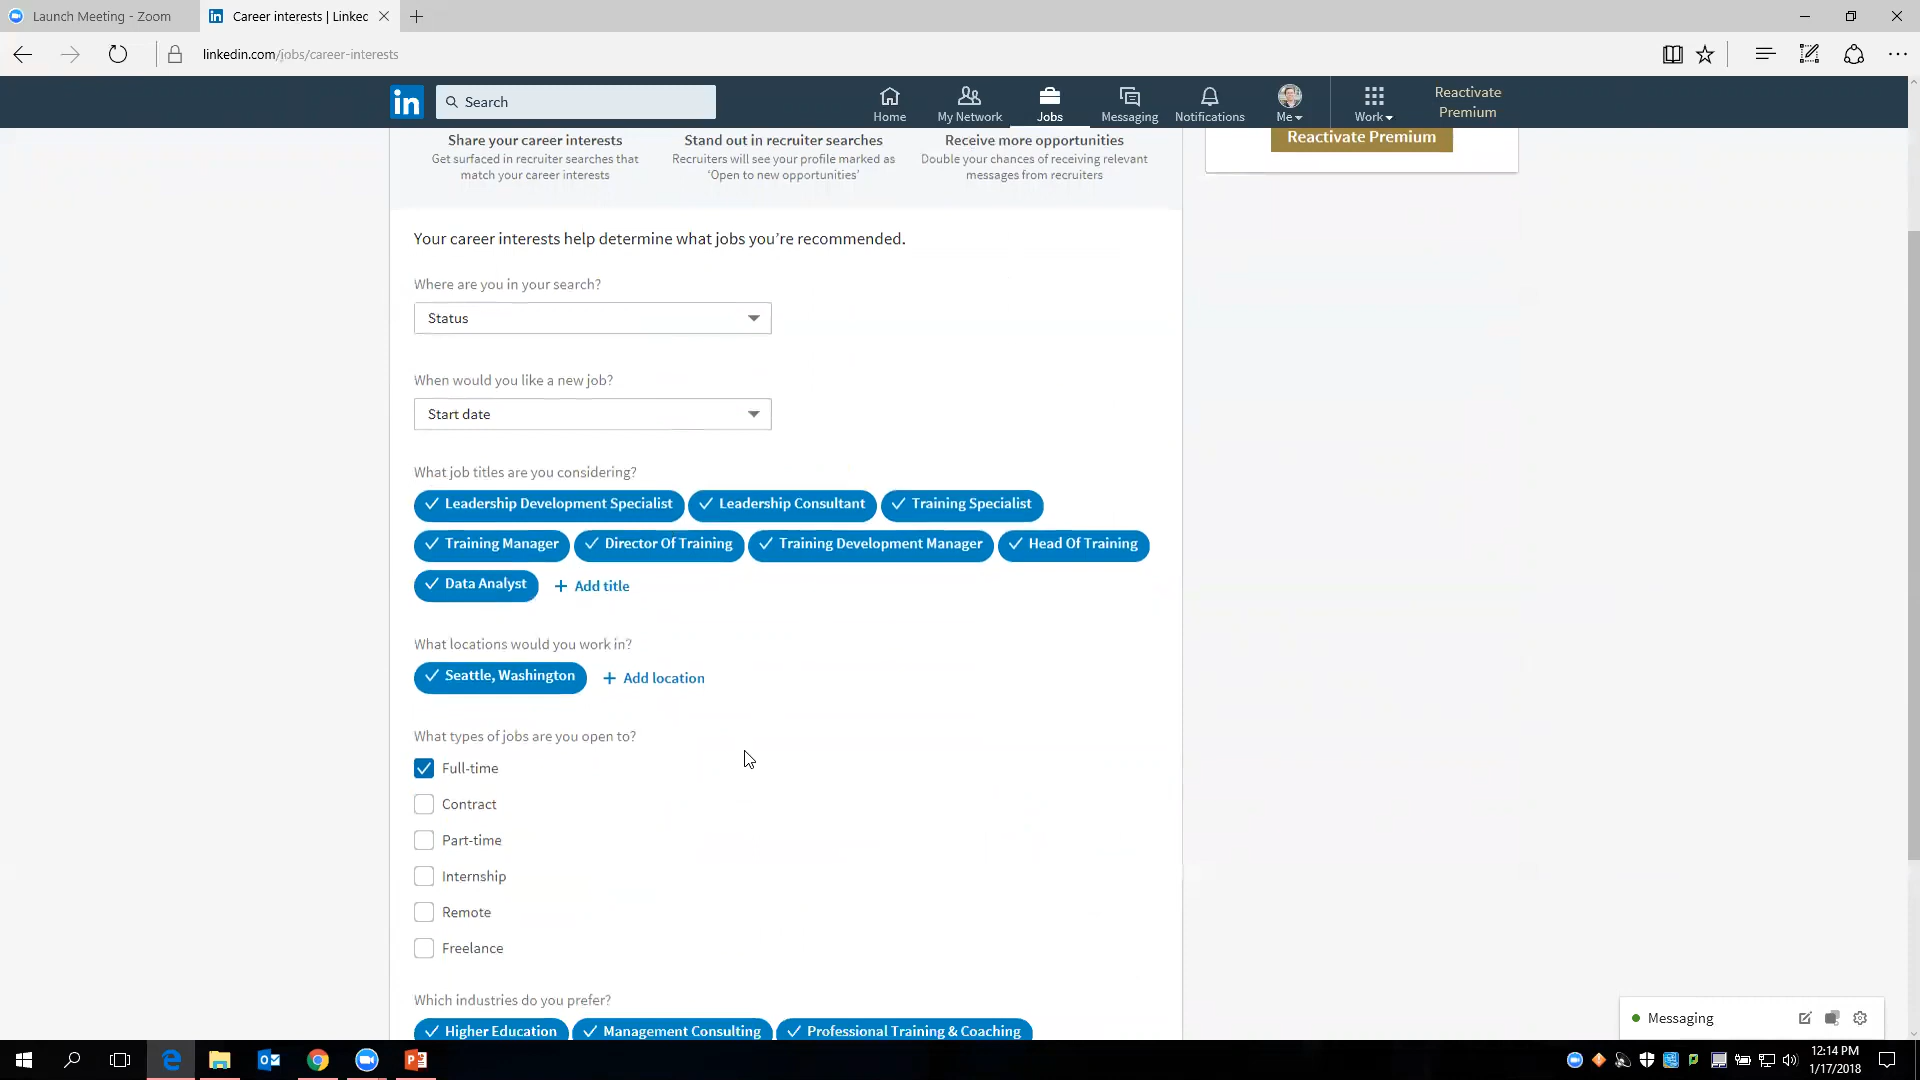 Launch Meeting - Zoom
Career interests | Linkec
linkedin.com/jobs/career-interests
in
Search
Home
My Network
Jobs
Messaging
Notifications
Me
Work
Reactivate
Premium
Share your career interests
Get surfaced in recruiter searches that
match your career interests
Stand out in recruiter searches
Recruiters will see your profile marked as
‘Open to new opportunities’
Receive more opportunities
Double your chances of receiving relevant
messages from recruiters
Reactivate Premium
Your career interests help determine what jobs you’re recommended.
Where are you in your search?
Status
When would you like a new job?
Start date
What job titles are you considering?
Leadership Development Specialist
Leadership Consultant
Training Specialist
Training Manager
Director Of Training
Training Development Manager
Head Of Training
Data Analyst
+ Add title
What locations would you work in?
Seattle, Washington
+ Add location
What types of jobs are you open to?
Full-time
Contract
Part-time
Internship
Remote
Freelance
Which industries do you prefer?
Higher Education
Management Consulting
Professional Training & Coaching
Messaging
12:14 PM
1/17/2018